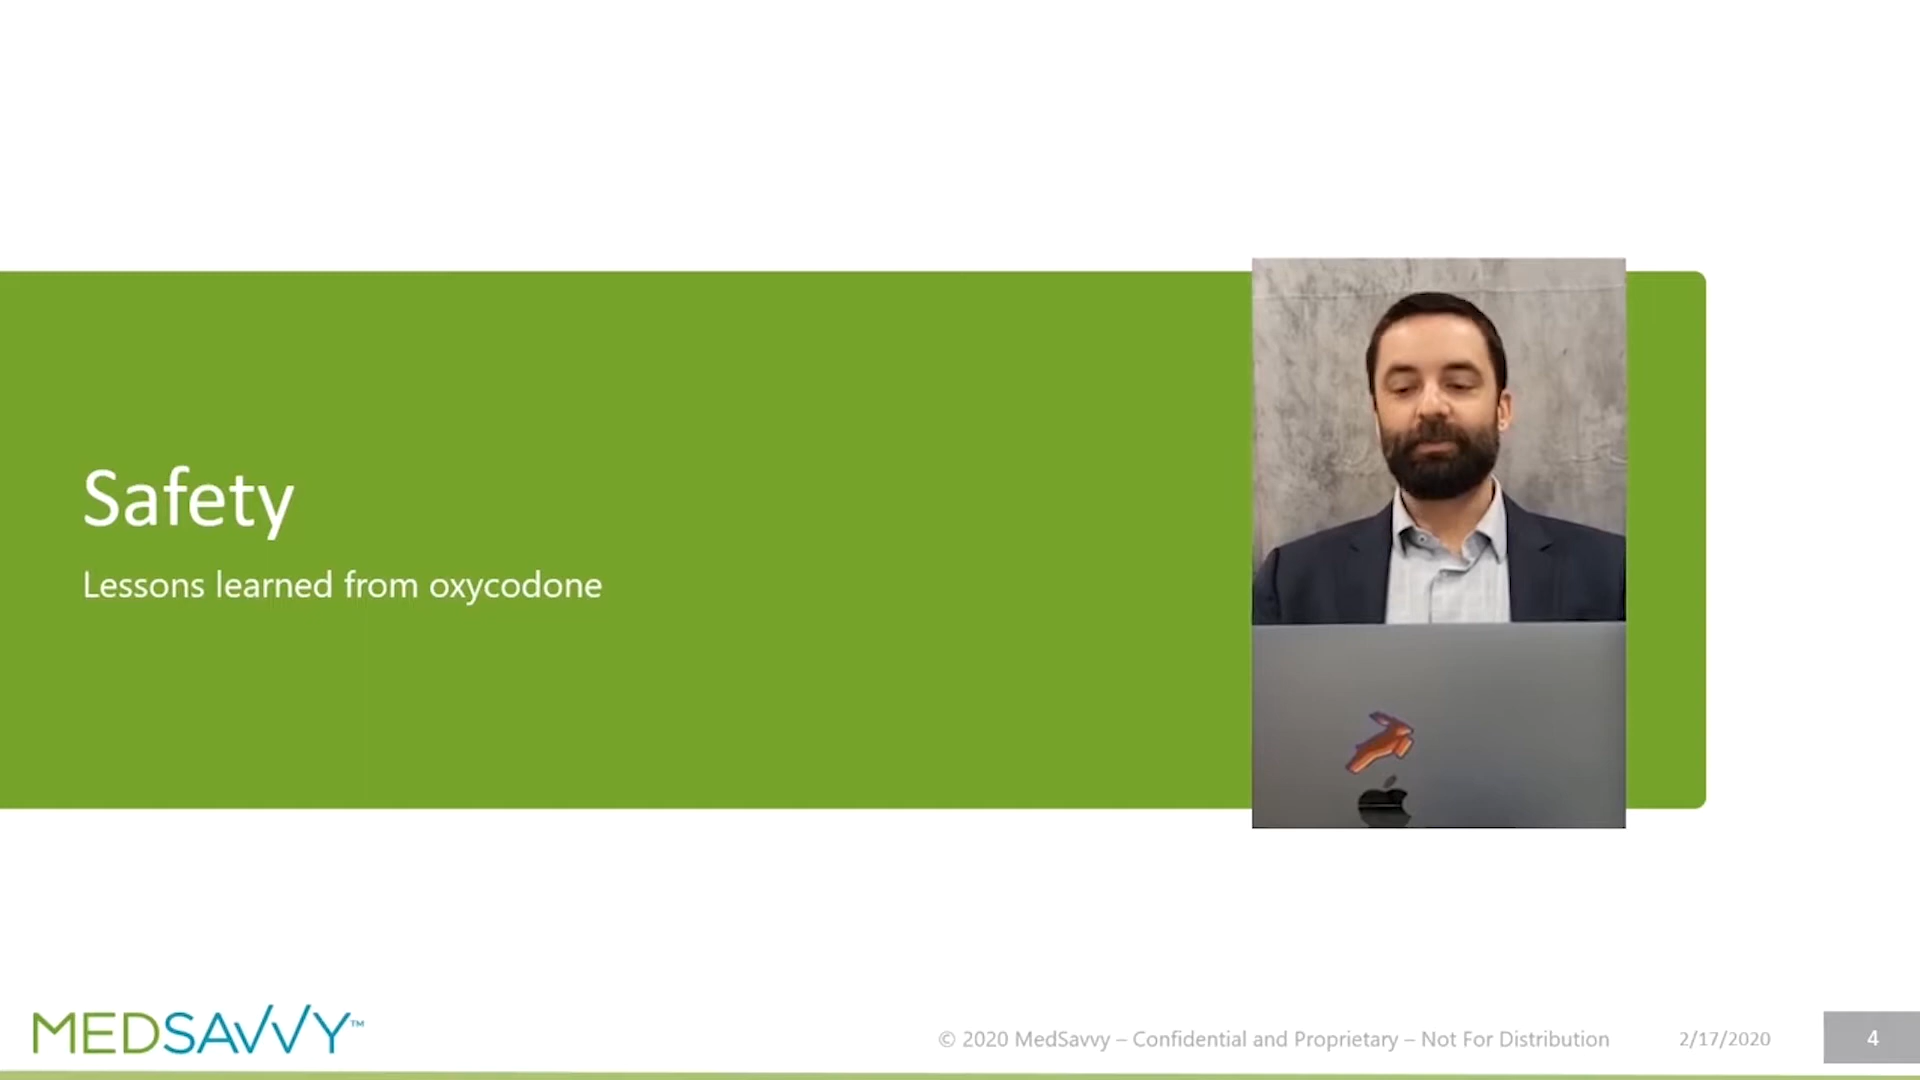 Safety
Lessons learned from oxycodone
MEDSAVVY™
© 2020 MedSavvy – Confidential and Proprietary – Not For Distribution
2/17/2020
4